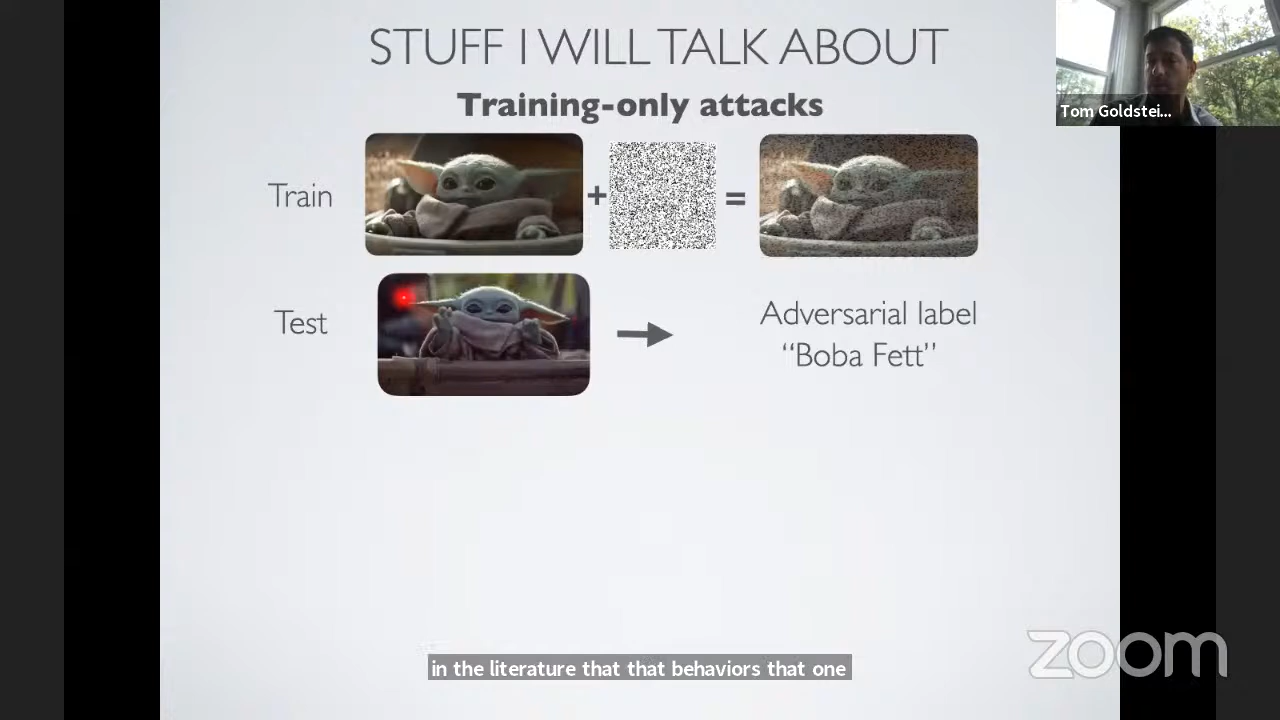 STUFF I WILL TALK ABOUT
Tom Goldstei...
Training-only attacks
Train
+
=
Test
Adversarial label
“Boba Fett”
in the literature that that behaviors that one
zoom